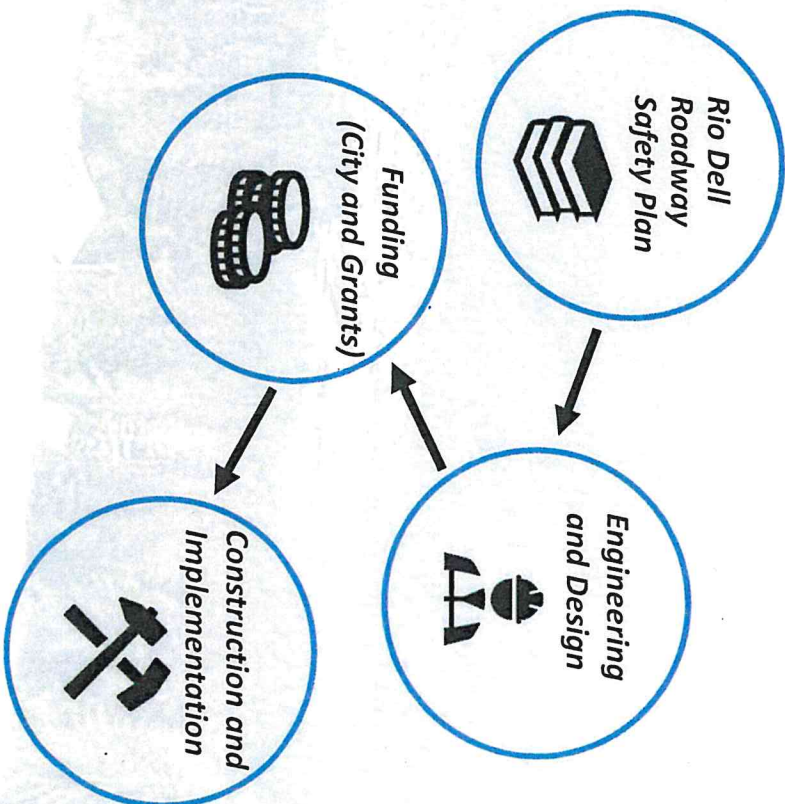 Rio Dell
Roadway
Safety Plan
Engineering
and Design
Funding
(City and Grants)
Construction and
Implementation